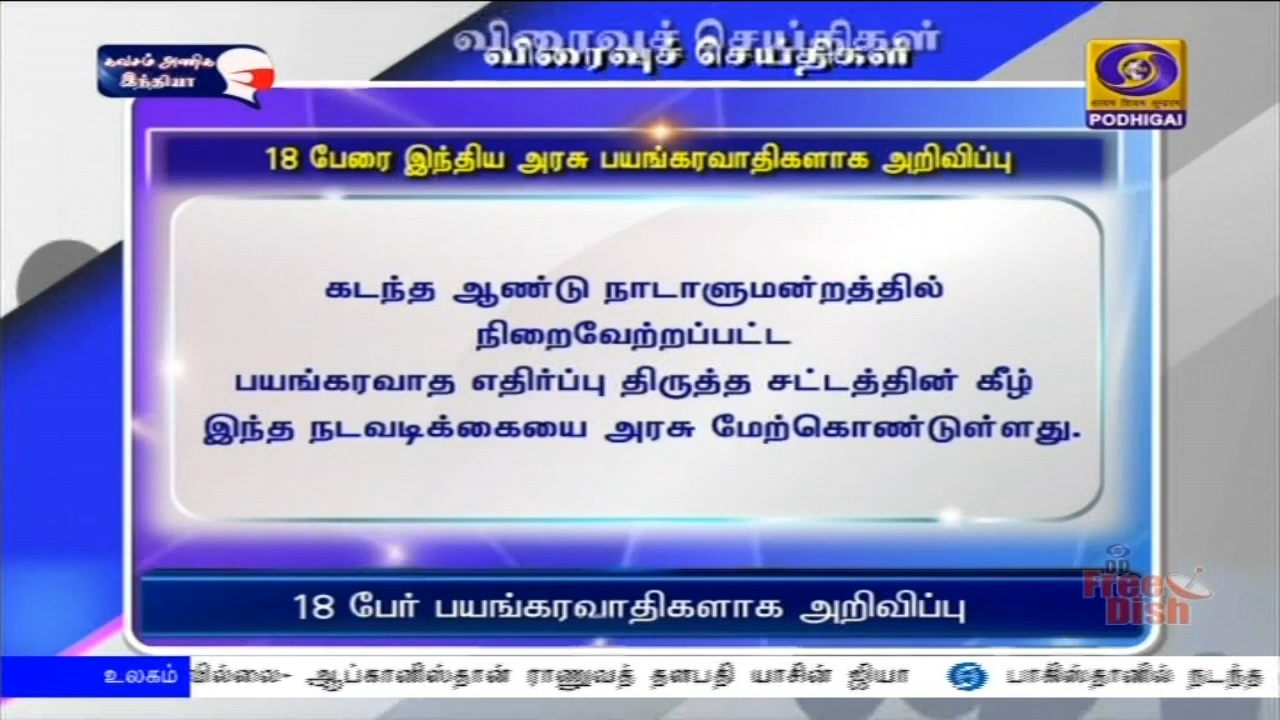 விரைவுச் செய்திகள்
கவசம் அணிக
இந்தியா
PODHIGAI
18 பேரை இந்திய அரசு பயங்கரவாதிகளாக அறிவிப்பு
கடந்த ஆண்டு நாடாளுமன்றத்தில்
நிறைவேற்றப்பட்ட
பயங்கரவாத எதிர்ப்பு திருத்த சட்டத்தின் கீழ்
இந்த நடவடிக்கையை அரசு மேற்கொண்டுள்ளது.
DD
Free
Dish
18 பேர் பயங்கரவாதிகளாக அறிவிப்பு
உலகம் வில்லை- ஆப்கானிஸ்தான் ராணுவத் தளபதி யாசின் ஜியா பாகிஸ்தானில் நடந்த